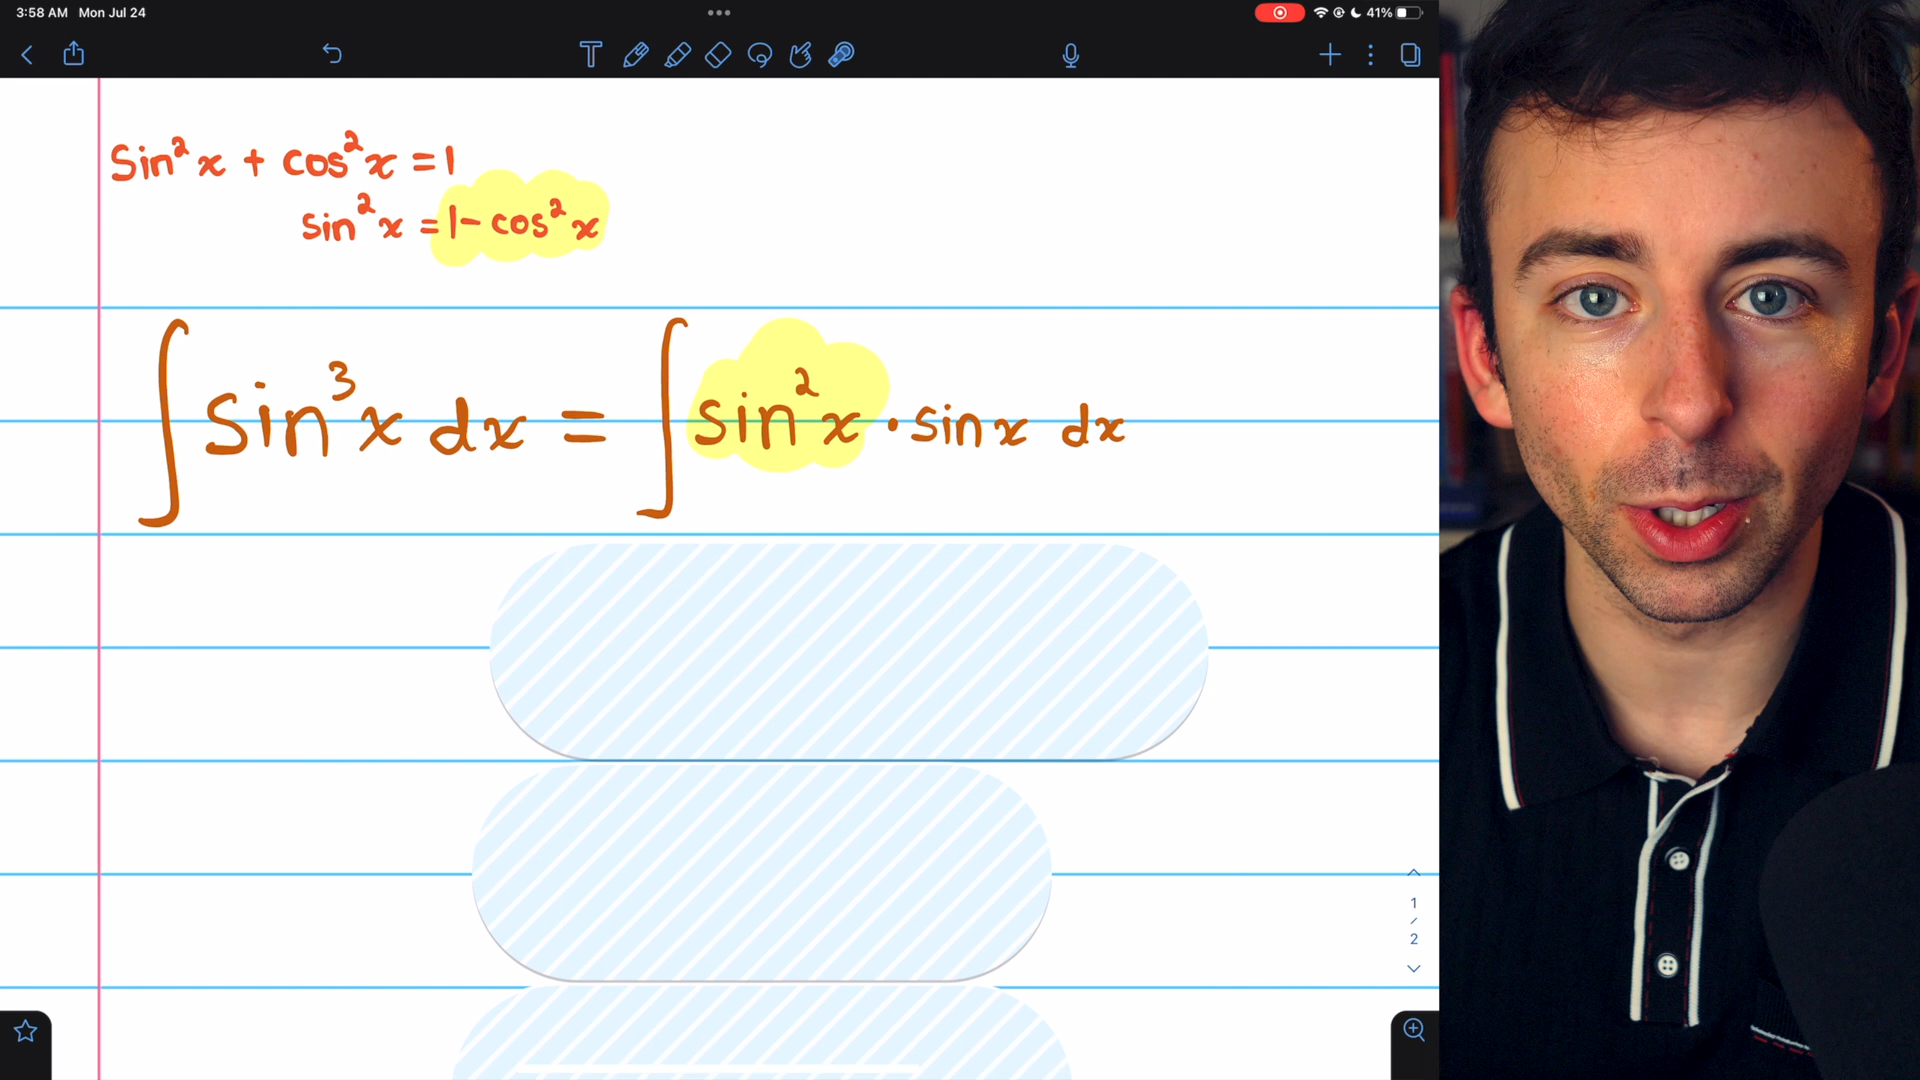 3:58 AM Mon Jul 24
41%
sin²x + cos²x = 1
sin²x = 1 - cos²x
∫ sin³x dx = ∫ sin²x · sinx dx
1
/
2